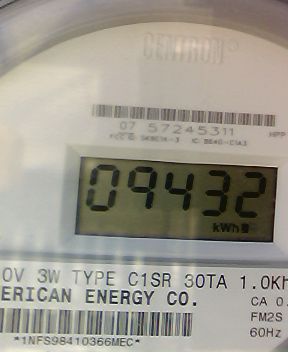 CENTRON®
07 57245311
HPP
09432
kWh
0V 3W TYPE C1SR 30TA 1.0Kh
ERICAN ENERGY CO.
CA 0.
FM2S
60Hz
*1NFS98410366MEC*